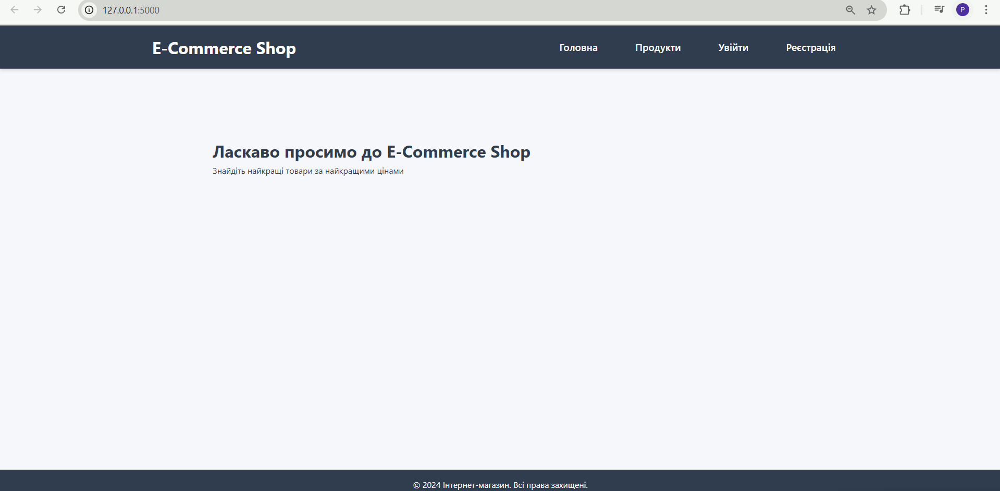 127.0.0.1:5000
P
E-Commerce Shop
Головна Продукти Увійти Реєстрація
Ласкаво просимо до E-Commerce Shop
Знайдіть найкращі товари за найкращими цінами
© 2024 Інтернет-магазин. Всі права захищені.